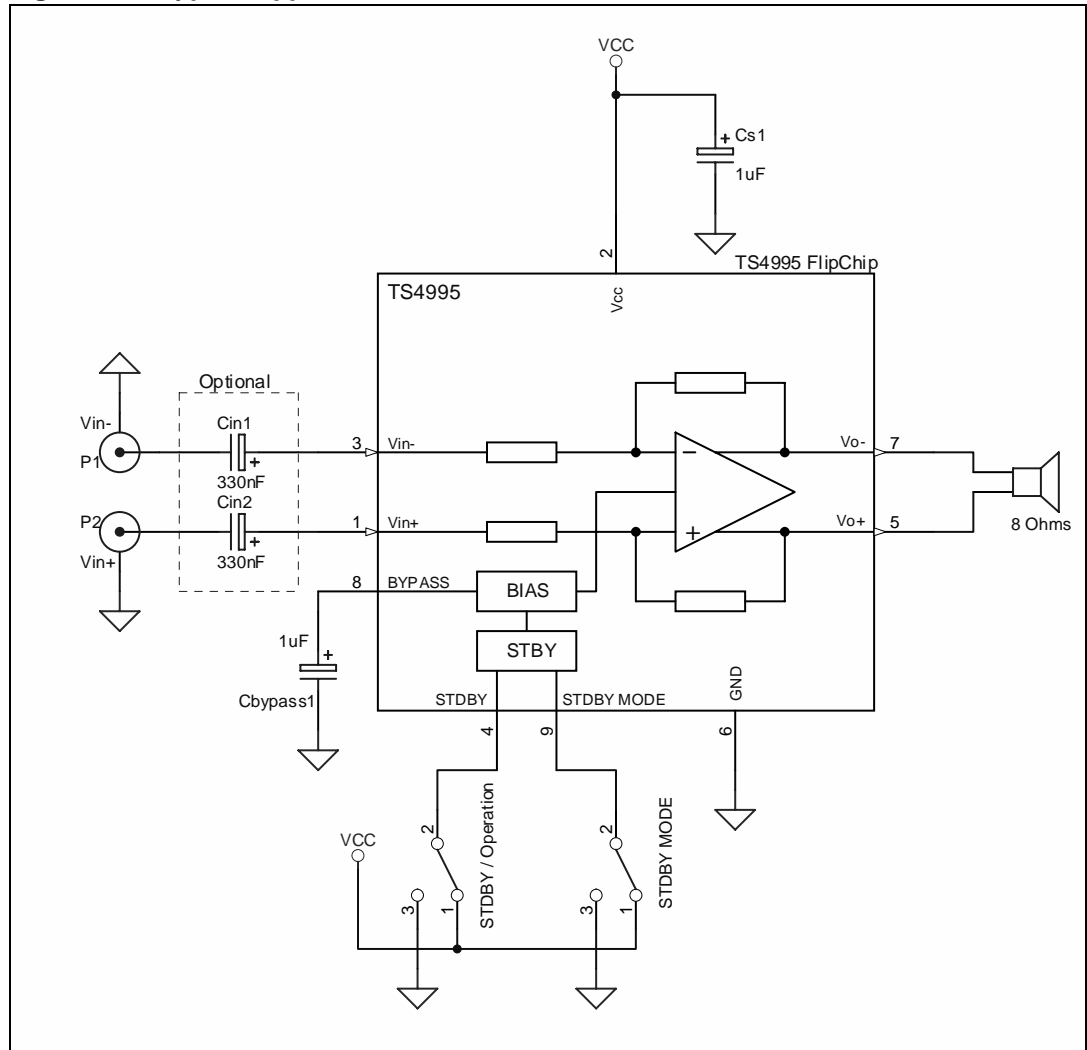 VCC
Cs1
+
1uF
2
TS4995 FlipChip
TS4995
Vcc
Optional
Vin-
P1
Cin1
+
330nF
3
Vin-
-
Vo-
7
P2
Vin+
Cin2
+
330nF
1
Vin+
+
Vo+
5
8 Ohms
8
BYPASS
BIAS
1uF
+
Cbypass1
STBY
STDBY
STDBY MODE
GND
4
9
6
VCC
2
3
1
STDBY / Operation
2
3
1
STDBY MODE